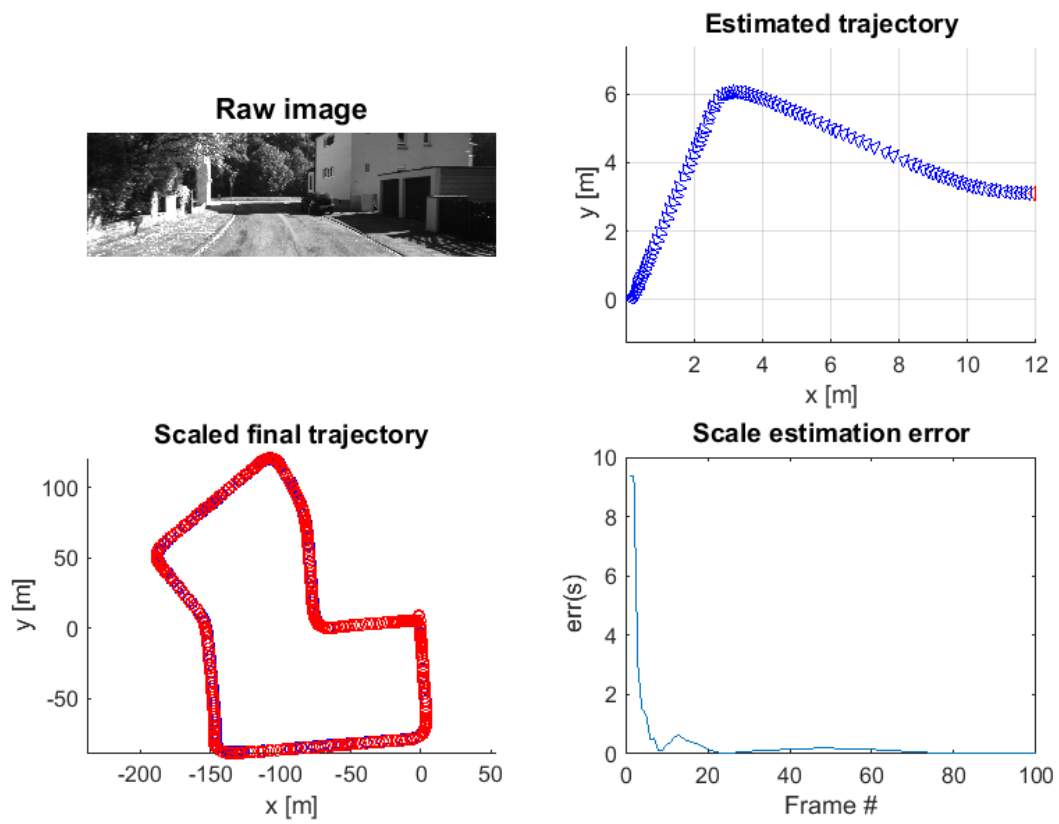 Raw image
Estimated trajectory
y [m]
6
4
2
0
2 4 6 8 10 12
x [m]
Scaled final trajectory
y [m]
100
50
0
-50
-200 -150 -100 -50 0 50
x [m]
Scale estimation error
err(s)
10
8
6
4
2
0
0 20 40 60 80 100
Frame #